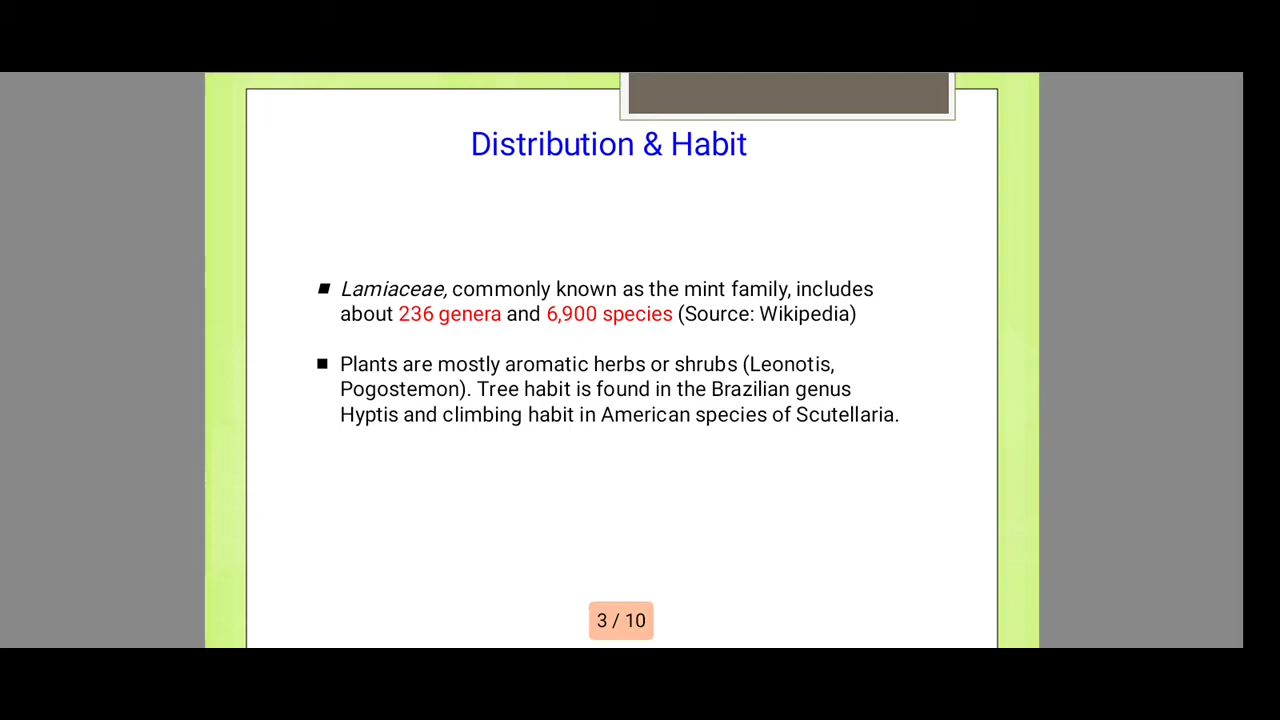 Distribution & Habit
Lamiaceae, commonly known as the mint family, includes
about 236 genera and 6,900 species (Source: Wikipedia)
Plants are mostly aromatic herbs or shrubs (Leonotis,
Pogostemon). Tree habit is found in the Brazilian genus
Hyptis and climbing habit in American species of Scutellaria.
3 / 10